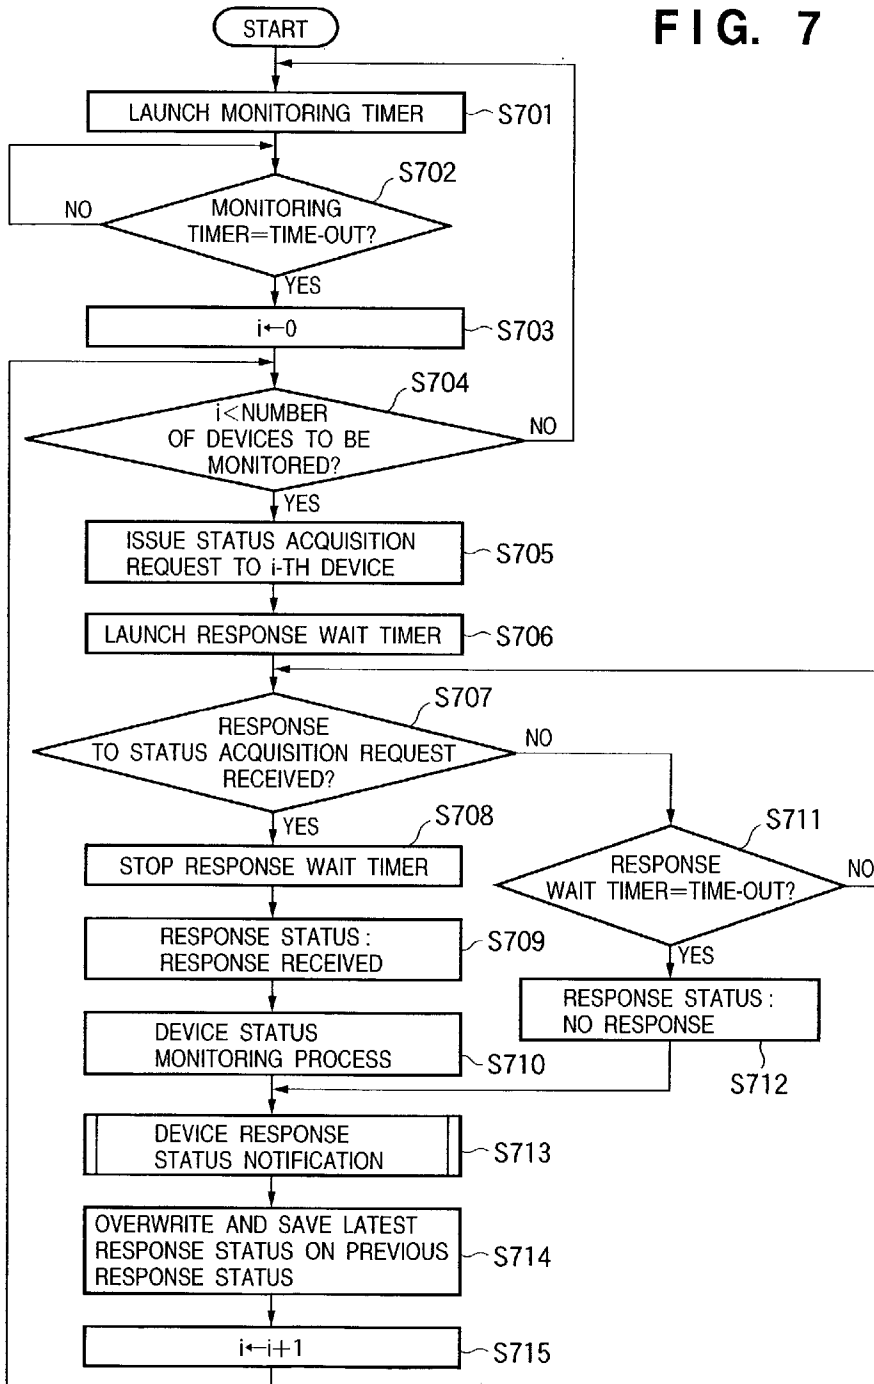 FIG. 7
START
LAUNCH MONITORING TIMER
S701
S702
MONITORING
TIMER=TIME-OUT?
NO
YES
i←0
S703
S704
i<NUMBER
OF DEVICES TO BE
MONITORED?
NO
YES
ISSUE STATUS ACQUISITION
REQUEST TO i-TH DEVICE
S705
LAUNCH RESPONSE WAIT TIMER
S706
S707
RESPONSE
TO STATUS ACQUISITION REQUEST
RECEIVED?
NO
YES
S708
STOP RESPONSE WAIT TIMER
S711
RESPONSE
WAIT TIMER=TIME-OUT?
NO
YES
RESPONSE STATUS :
RESPONSE RECEIVED
S709
RESPONSE STATUS :
NO RESPONSE
S712
DEVICE STATUS
MONITORING PROCESS
S710
DEVICE RESPONSE
STATUS NOTIFICATION
S713
OVERWRITE AND SAVE LATEST
RESPONSE STATUS ON PREVIOUS
RESPONSE STATUS
S714
i←i+1
S715